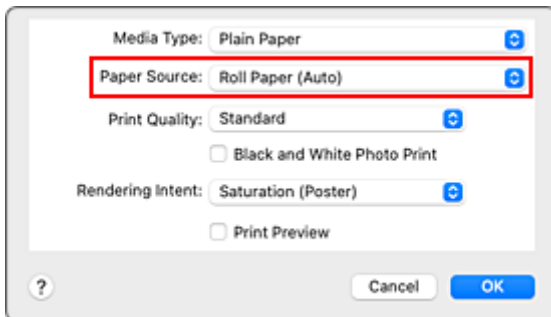 Media Type: Plain Paper
Paper Source: Roll Paper (Auto)
Print Quality: Standard
Black and White Photo Print
Rendering Intent: Saturation (Poster)
Print Preview
? Cancel OK